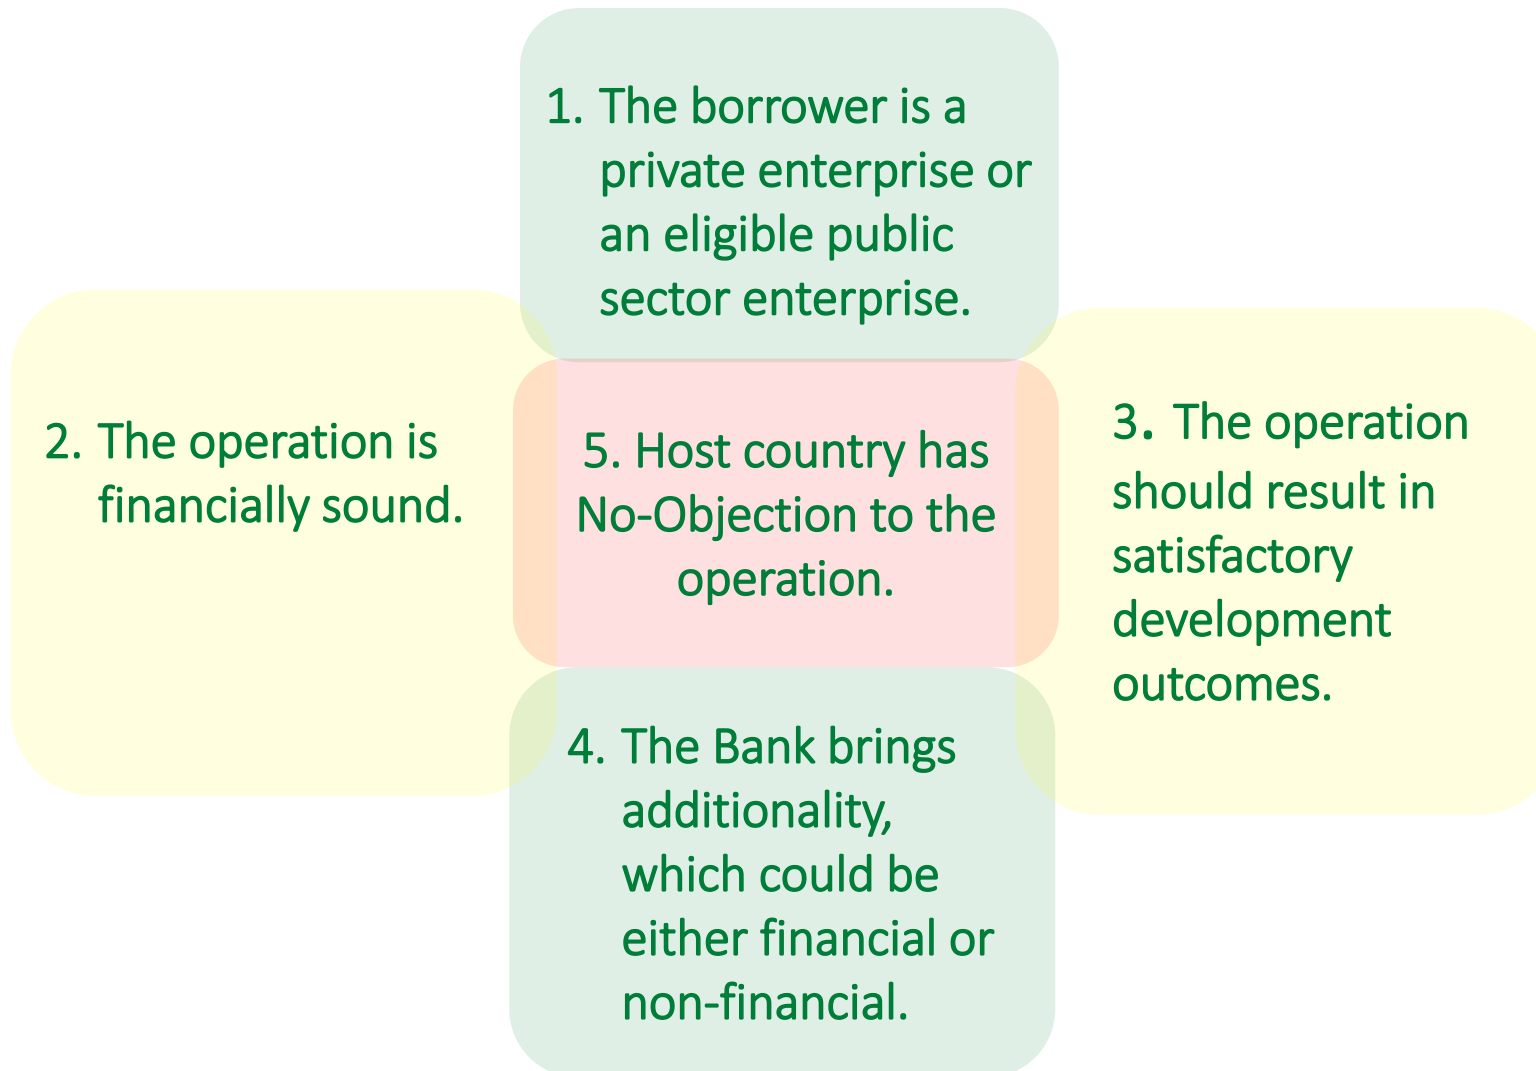 1. The borrower is a
private enterprise or
an eligible public
sector enterprise.
2. The operation is
financially sound.
3. The operation
should result in
satisfactory
development
outcomes.
4. The Bank brings
additionality,
which could be
either financial or
non-financial.
5. Host country has
No-Objection to the
operation.